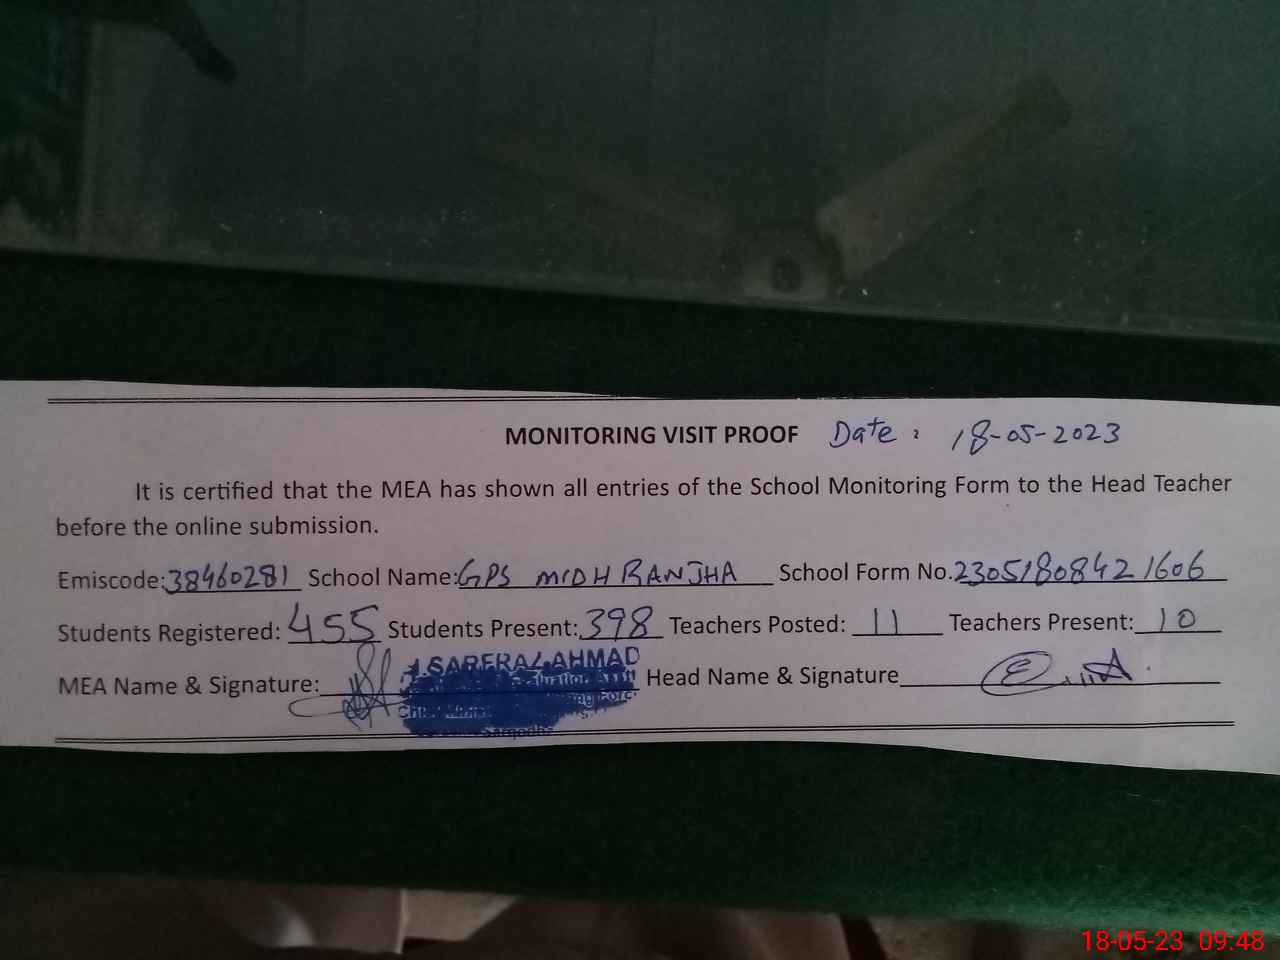 MONITORING VISIT PROOF Date : 18-05-2023
It is certified that the MEA has shown all entries of the School Monitoring Form to the Head Teacher
before the online submission.
Emiscode:38460281 School Name:GPS MIDH RANJHA School Form No.23051808421606
Students Registered: 455 Students Present: 398 Teachers Posted: 11 Teachers Present: 10
MEA Name & Signature: SARFRAZ AHMAD Head Name & Signature
Sargodha
18-05-23 09:48